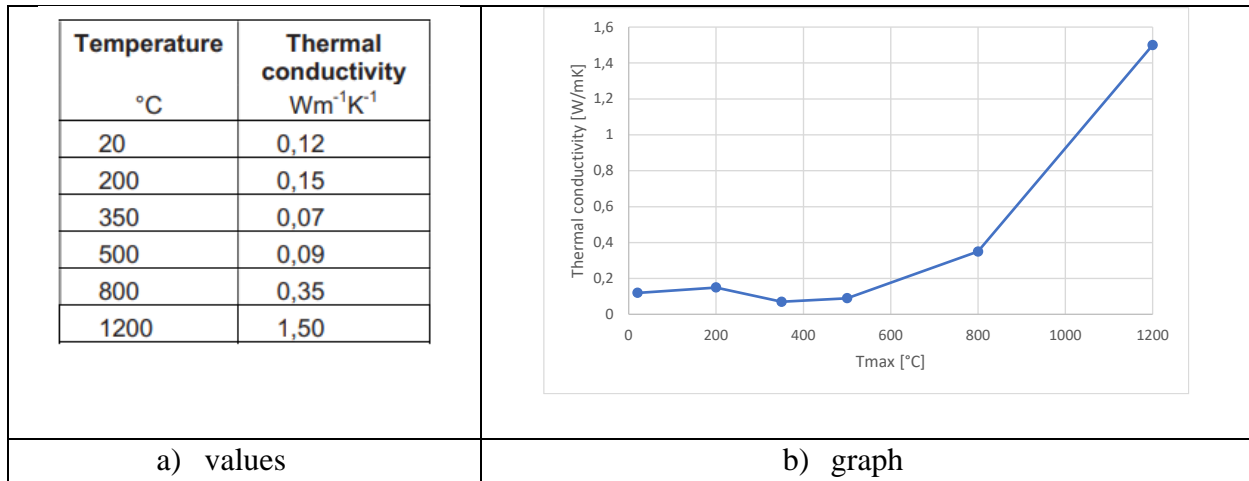 Temperature Thermal
conductivity
°C Wm⁻¹K⁻¹
20 0,12
200 0,15
350 0,07
500 0,09
800 0,35
1200 1,50
1,6
1,4
1,2
1
0,8
0,6
0,4
0,2
0
Thermal conductivity [W/mK]
0 200 400 600 800 1000 1200
Tmax [°C]
a) values
b) graph